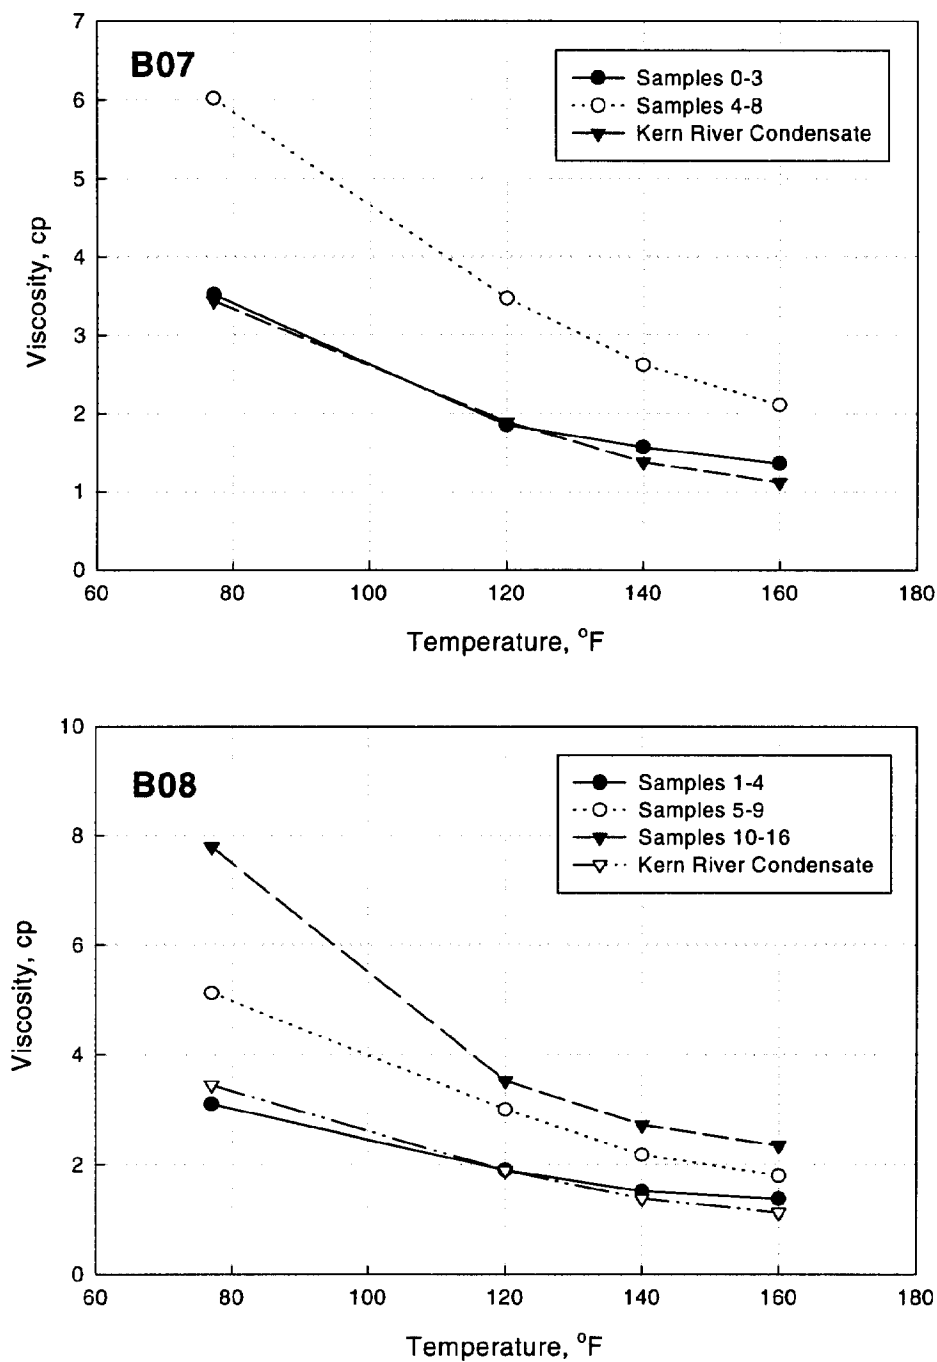 7
6
5
4
3
2
1
0
Viscosity, cp
B07
Samples 0-3
Samples 4-8
Kern River Condensate
60 80 100 120 140 160 180
Temperature, °F
10
8
6
4
2
0
Viscosity, cp
B08
Samples 1-4
Samples 5-9
Samples 10-16
Kern River Condensate
60 80 100 120 140 160 180
Temperature, °F